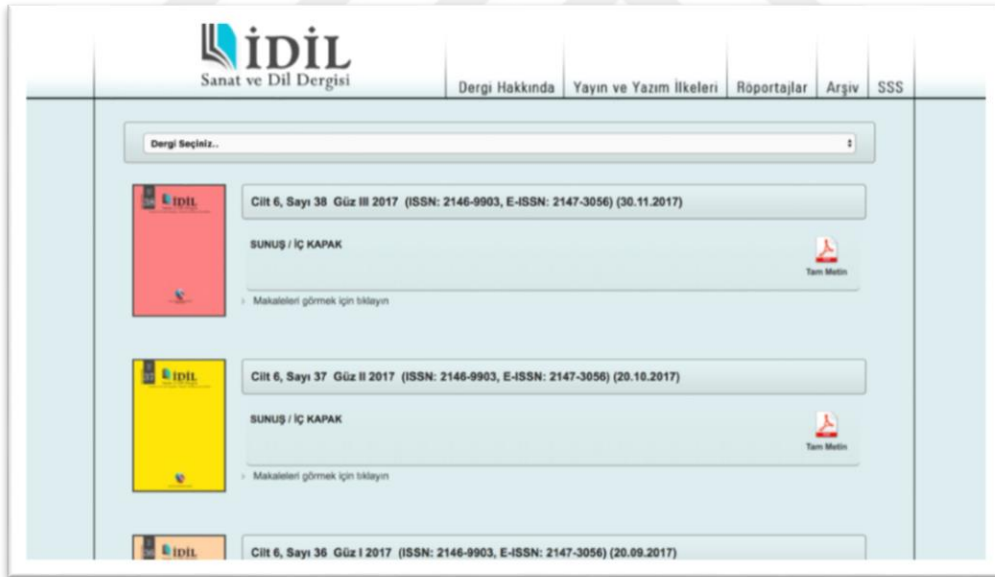 İDİL
Sanat ve Dil Dergisi
Dergi Hakkında Yayın ve Yazım İlkeleri Röportajlar Arşiv SSS
Dergi Seçiniz..
İDİL
Cilt 6, Sayı 38 Güz III 2017 (ISSN: 2146-9903, E-ISSN: 2147-3056) (30.11.2017)
SUNUŞ / İÇ KAPAK
Tam Metin
› Makaleleri görmek için tıklayın
İDİL
Cilt 6, Sayı 37 Güz II 2017 (ISSN: 2146-9903, E-ISSN: 2147-3056) (20.10.2017)
SUNUŞ / İÇ KAPAK
Tam Metin
› Makaleleri görmek için tıklayın
İDİL
Cilt 6, Sayı 36 Güz I 2017 (ISSN: 2146-9903, E-ISSN: 2147-3056) (20.09.2017)